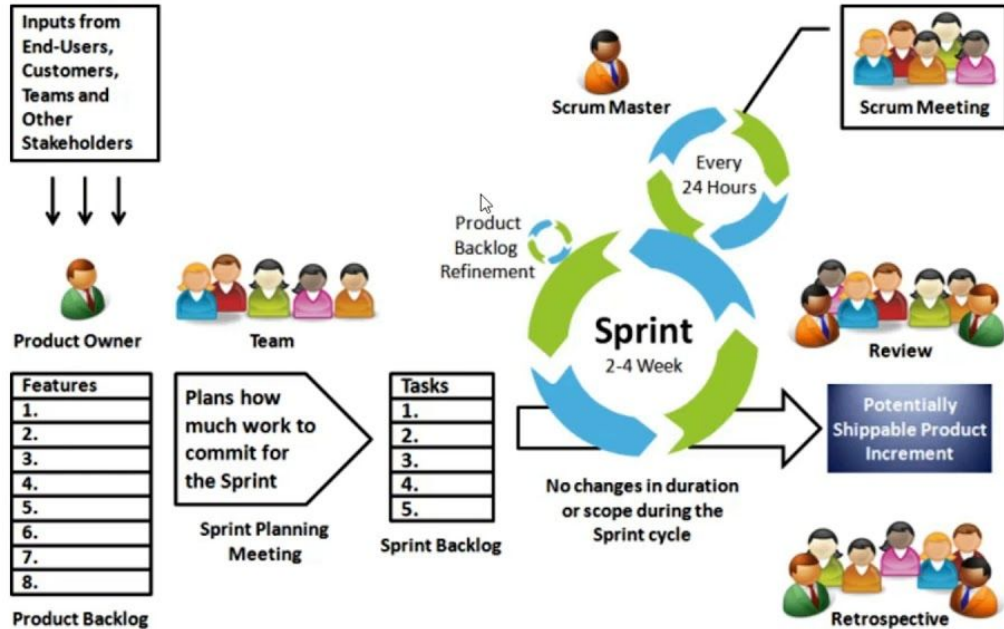 Inputs from
End-Users,
Customers,
Teams and
Other
Stakeholders
Product Owner
Features
1.
2.
3.
4.
5.
6.
7.
8.
Product Backlog
Team
Plans how
much work to
commit for
the Sprint
Sprint Planning
Meeting
Tasks
1.
2.
3.
4.
5.
Sprint Backlog
Scrum Master
Product
Backlog
Refinement
Every
24 Hours
Scrum Meeting
Sprint
2-4 Week
No changes in duration
or scope during the
Sprint cycle
Review
Potentially
Shippable Product
Increment
Retrospective